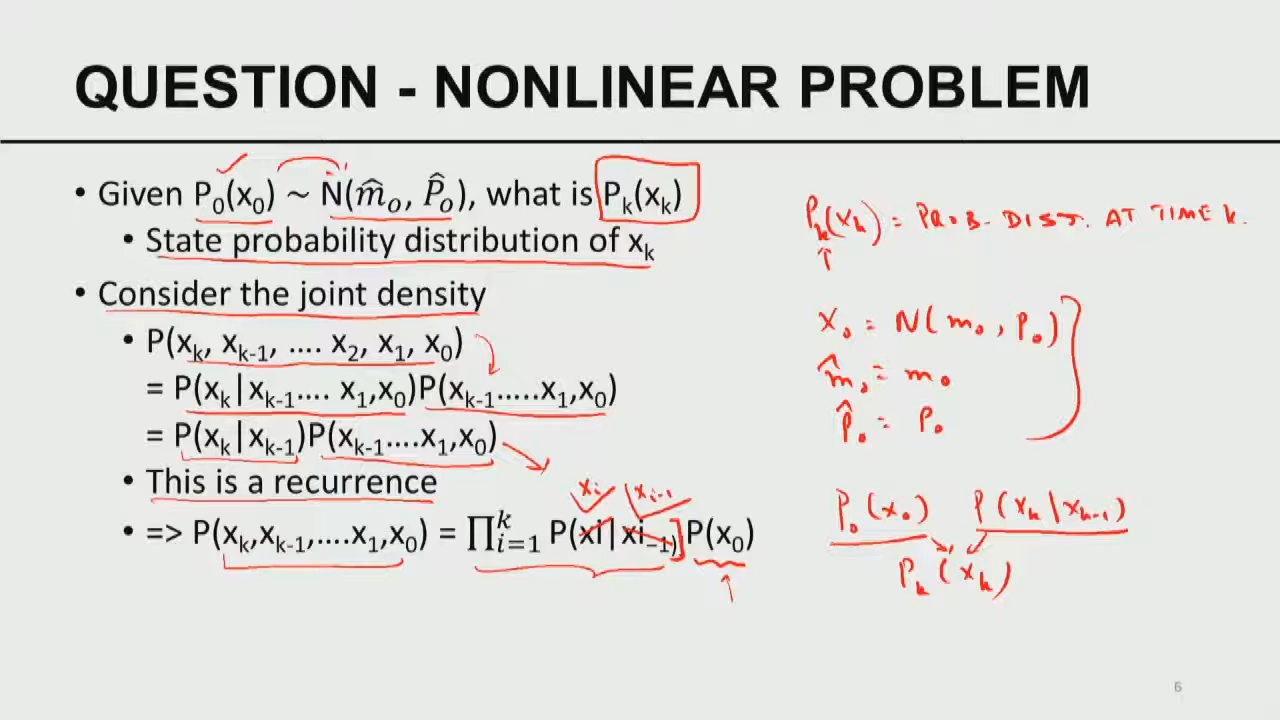 QUESTION - NONLINEAR PROBLEM
• Given P₀(x₀) ~ N(m̂ₒ, P̂ₒ), what is Pₖ(xₖ)
• State probability distribution of xₖ
• Consider the joint density
• P(xₖ, xₖ₋₁, .... x₂, x₁, x₀)
= P(xₖ|xₖ₋₁.... x₁,x₀)P(xₖ₋₁.....x₁,x₀)
= P(xₖ|xₖ₋₁)P(xₖ₋₁....x₁,x₀)
• This is a recurrence
xᵢ xᵢ₋₁
• => P(xₖ,xₖ₋₁,....x₁,x₀) = ∏ᵢ₌₁ᵏ P(xi|xi₋₁)]P(x₀)
Pₖ(xₖ) = PROB. DIST. AT TIME k.
x₀ = N(m₀, P₀)
m̂₀ = m₀
P̂₀ = P₀
P₀(x₀) P(xₖ|xₖ₋₁)
Pₖ(xₖ)
6